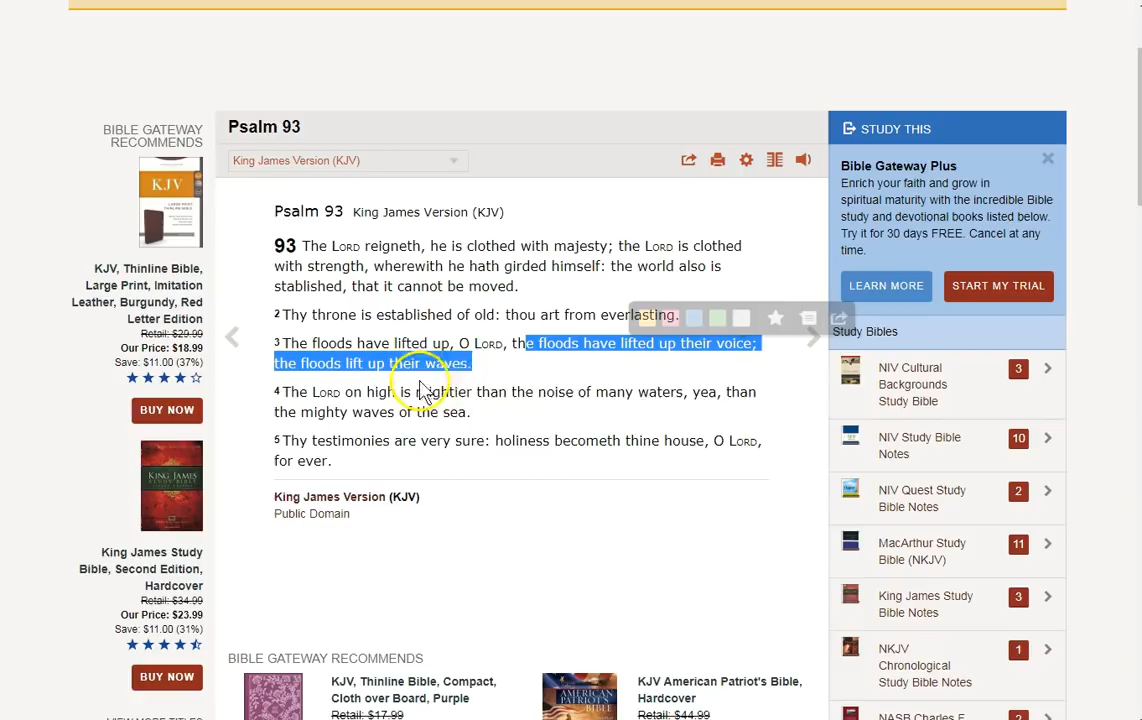 BIBLE GATEWAY
RECOMMENDS
KJV
KJV, Thinline Bible,
Large Print, Imitation
Leather, Burgundy, Red
Letter Edition
Retail: $29.99
Our Price: $18.99
Save: $11.00 (37%)
BUY NOW
KING JAMES
STUDY BIBLE
King James Study
Bible, Second Edition,
Hardcover
Retail: $34.99
Our Price: $23.99
Save: $11.00 (31%)
BUY NOW
VIEW MORE TITLES
Psalm 93
King James Version (KJV)
Psalm 93 King James Version (KJV)
93 The LORD reigneth, he is clothed with majesty; the LORD is clothed
with strength, wherewith he hath girded himself: the world also is
stablished, that it cannot be moved.
2 Thy throne is established of old: thou art from everlasting.
3 The floods have lifted up, O LORD, the floods have lifted up their voice;
the floods lift up their waves.
4 The LORD on high is mightier than the noise of many waters, yea, than
the mighty waves of the sea.
5 Thy testimonies are very sure: holiness becometh thine house, O LORD,
for ever.
King James Version (KJV)
Public Domain
BIBLE GATEWAY RECOMMENDS
KJV, Thinline Bible, Compact,
Cloth over Board, Purple
Retail: $17.99
AMERICAN
PATRIOT'S
BIBLE
KJV American Patriot's Bible,
Hardcover
Retail: $44.99
STUDY THIS
Bible Gateway Plus
Enrich your faith and grow in
spiritual maturity with the incredible Bible
study and devotional books listed below.
Try it for 30 days FREE. Cancel at any
time.
LEARN MORE
START MY TRIAL
Study Bibles
NIV Cultural
Backgrounds
Study Bible
3
NIV Study Bible
Notes
10
NIV Quest Study
Bible Notes
2
MacArthur Study
Bible (NKJV)
11
King James Study
Bible Notes
3
NKJV
Chronological
Study Bible Notes
1
NASB Charles F.